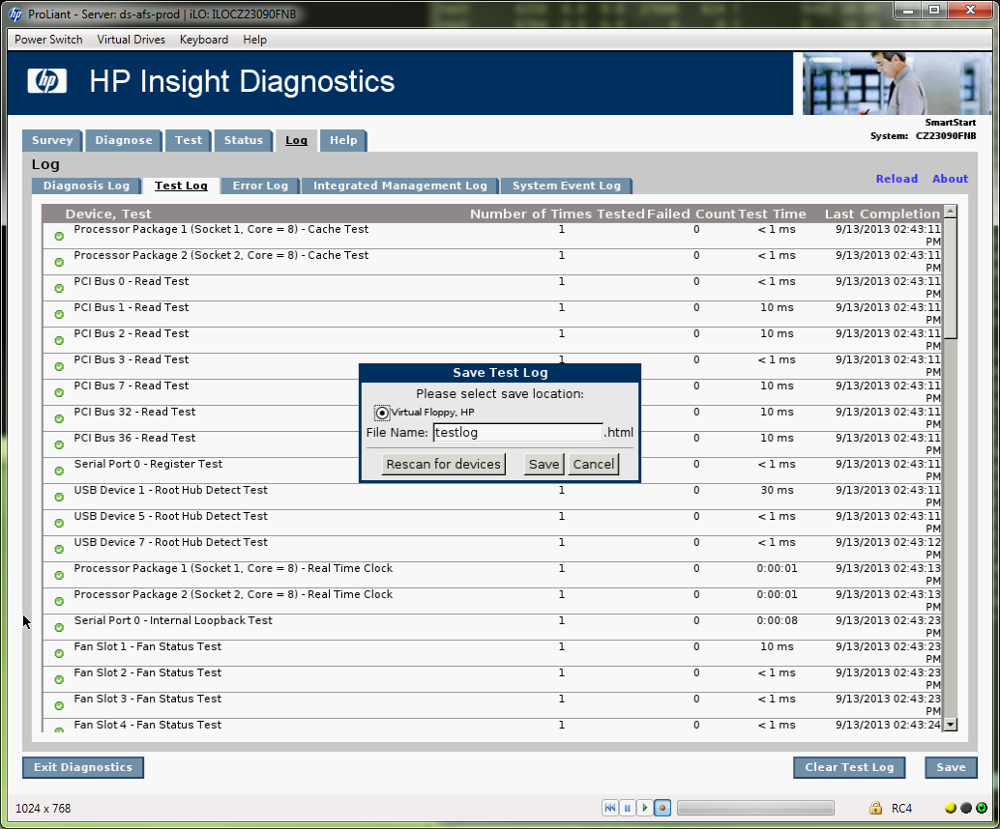 ProLiant - Server: ds-afs-prod | iLO: ILOCZ23090FNB
Power Switch Virtual Drives Keyboard Help
hp HP Insight Diagnostics
SmartStart
System: CZ23090FNB
Survey Diagnose Test Status Log Help
Log
Reload About
Diagnosis Log Test Log Error Log Integrated Management Log System Event Log
Device, Test Number of Times Tested Failed Count Test Time Last Completion
Processor Package 1 (Socket 1, Core = 8) - Cache Test 1 0 < 1 ms 9/13/2013 02:43:11 PM
Processor Package 2 (Socket 2, Core = 8) - Cache Test 1 0 < 1 ms 9/13/2013 02:43:11 PM
PCI Bus 0 - Read Test 1 0 < 1 ms 9/13/2013 02:43:11 PM
PCI Bus 1 - Read Test 1 0 10 ms 9/13/2013 02:43:11 PM
PCI Bus 2 - Read Test 1 0 10 ms 9/13/2013 02:43:11 PM
PCI Bus 3 - Read Test 1 0 < 1 ms 9/13/2013 02:43:11 PM
PCI Bus 7 - Read Test 0 10 ms 9/13/2013 02:43:11 PM
PCI Bus 32 - Read Test 0 10 ms 9/13/2013 02:43:11 PM
PCI Bus 36 - Read Test 0 10 ms 9/13/2013 02:43:11 PM
Serial Port 0 - Register Test 0 < 1 ms 9/13/2013 02:43:11 PM
USB Device 1 - Root Hub Detect Test 1 0 30 ms 9/13/2013 02:43:11 PM
USB Device 5 - Root Hub Detect Test 1 0 < 1 ms 9/13/2013 02:43:11 PM
USB Device 7 - Root Hub Detect Test 1 0 < 1 ms 9/13/2013 02:43:12 PM
Processor Package 1 (Socket 1, Core = 8) - Real Time Clock 1 0 0:00:01 9/13/2013 02:43:13 PM
Processor Package 2 (Socket 2, Core = 8) - Real Time Clock 1 0 0:00:01 9/13/2013 02:43:13 PM
Serial Port 0 - Internal Loopback Test 1 0 0:00:08 9/13/2013 02:43:23 PM
Fan Slot 1 - Fan Status Test 1 0 10 ms 9/13/2013 02:43:23 PM
Fan Slot 2 - Fan Status Test 1 0 < 1 ms 9/13/2013 02:43:23 PM
Fan Slot 3 - Fan Status Test 1 0 < 1 ms 9/13/2013 02:43:23 PM
Fan Slot 4 - Fan Status Test 1 0 < 1 ms 9/13/2013 02:43:24
Save Test Log
Please select save location:
Virtual Floppy, HP
File Name: testlog .html
Rescan for devices Save Cancel
Exit Diagnostics Clear Test Log Save
1024 x 768 RC4